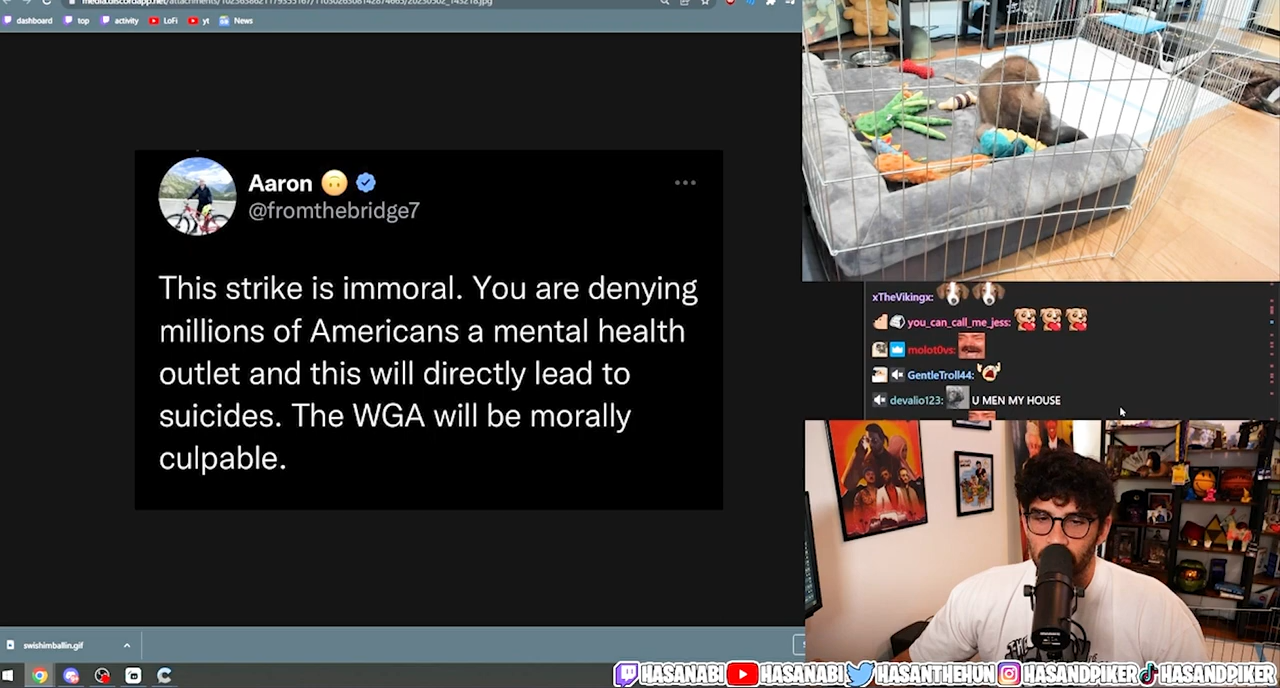 dashboard top activity LoFi yt News
Aaron
@fromthebridge7
This strike is immoral. You are denying
millions of Americans a mental health
outlet and this will directly lead to
suicides. The WGA will be morally
culpable.
xTheVikingx:
you_can_call_me_jess:
molot0vs:
GentleTroll44:
devalio123: U MEN MY HOUSE
swishimballin.gif
HASANABI HASANABI HASANTHEHUN HASANDPIKER HASANDPIKER